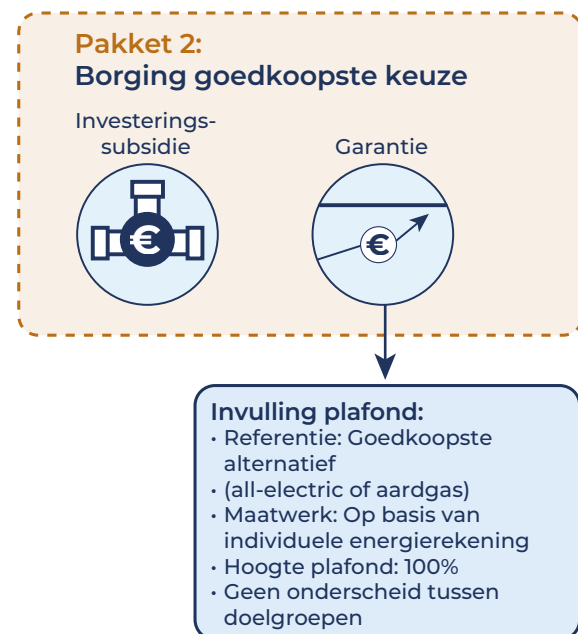 Pakket 2:
Borging goedkoopste keuze
Investerings-
subsidie
Garantie
€
€
Invulling plafond:
• Referentie: Goedkoopste
alternatief
• (all-electric of aardgas)
• Maatwerk: Op basis van
individuele energierekening
• Hoogte plafond: 100%
• Geen onderscheid tussen
doelgroepen